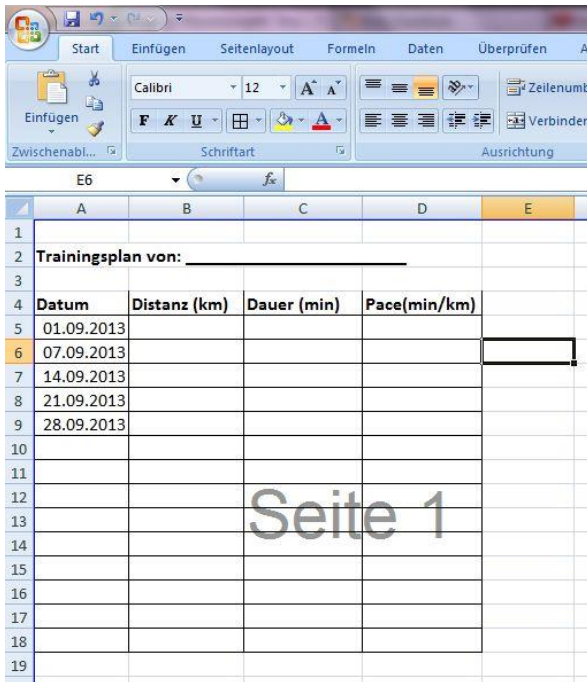 Start Einfügen Seitenlayout Formeln Daten Überprüfen A
Einfügen
Calibri 12 A A Zeilenumb
F K U A Verbinden
Zwischenabl... Schriftart Ausrichtung
E6 fx
A B C D E
1
2 Trainingsplan von: ______________________
3
4 Datum Distanz (km) Dauer (min) Pace(min/km)
5 01.09.2013
6 07.09.2013
7 14.09.2013
8 21.09.2013
9 28.09.2013
10
11
12
13
14
15
16
17
18
19
Seite 1